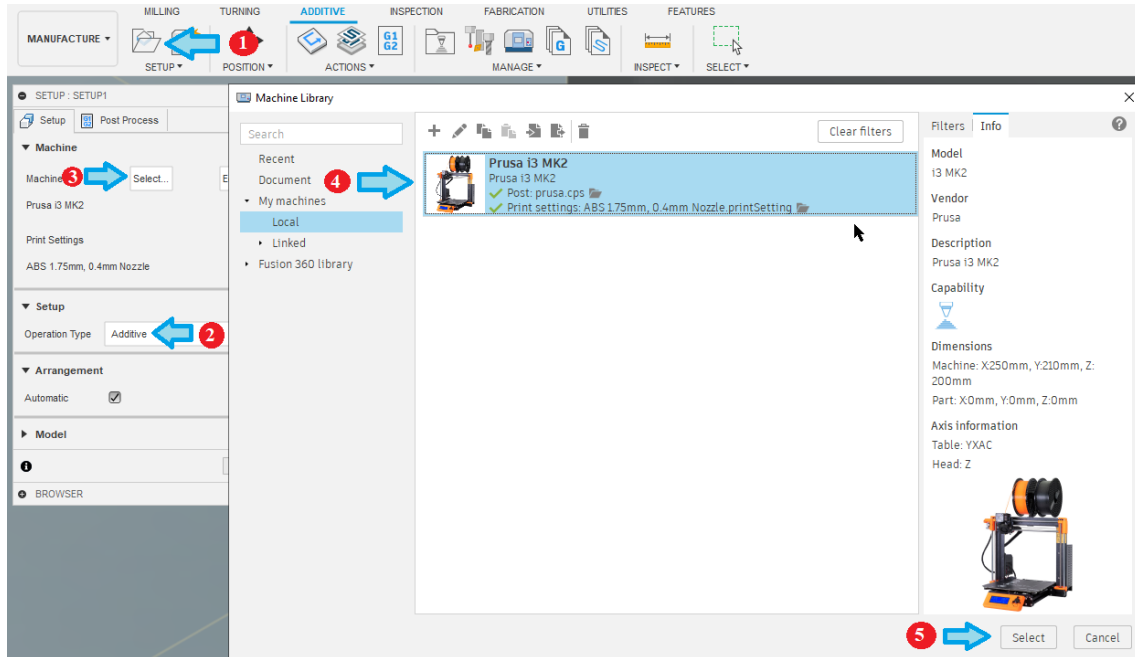 MILLING TURNING ADDITIVE INSPECTION FABRICATION UTILITIES FEATURES
MANUFACTURE
1
G1
G2
G
SETUP POSITION ACTIONS MANAGE INSPECT SELECT
SETUP : SETUP1
Setup Post Process
Machine
Machine 3 Select... E
Prusa i3 MK2
Print Settings
ABS 1.75mm, 0.4mm Nozzle
Setup
Operation Type Additive 2
Arrangement
Automatic
Model
BROWSER
Machine Library
Search
Recent
Document 4
My machines
Local
Linked
Fusion 360 library
Clear filters
Prusa i3 MK2
Prusa i3 MK2
Post: prusa.cps
Print settings: ABS 1.75mm, 0.4mm Nozzle.printSetting
Filters Info
Model
i3 MK2
Vendor
Prusa
Description
Prusa i3 MK2
Capability
Dimensions
Machine: X:250mm, Y:210mm, Z:
200mm
Part: X:0mm, Y:0mm, Z:0mm
Axis information
Table: YXAC
Head: Z
5 Select Cancel